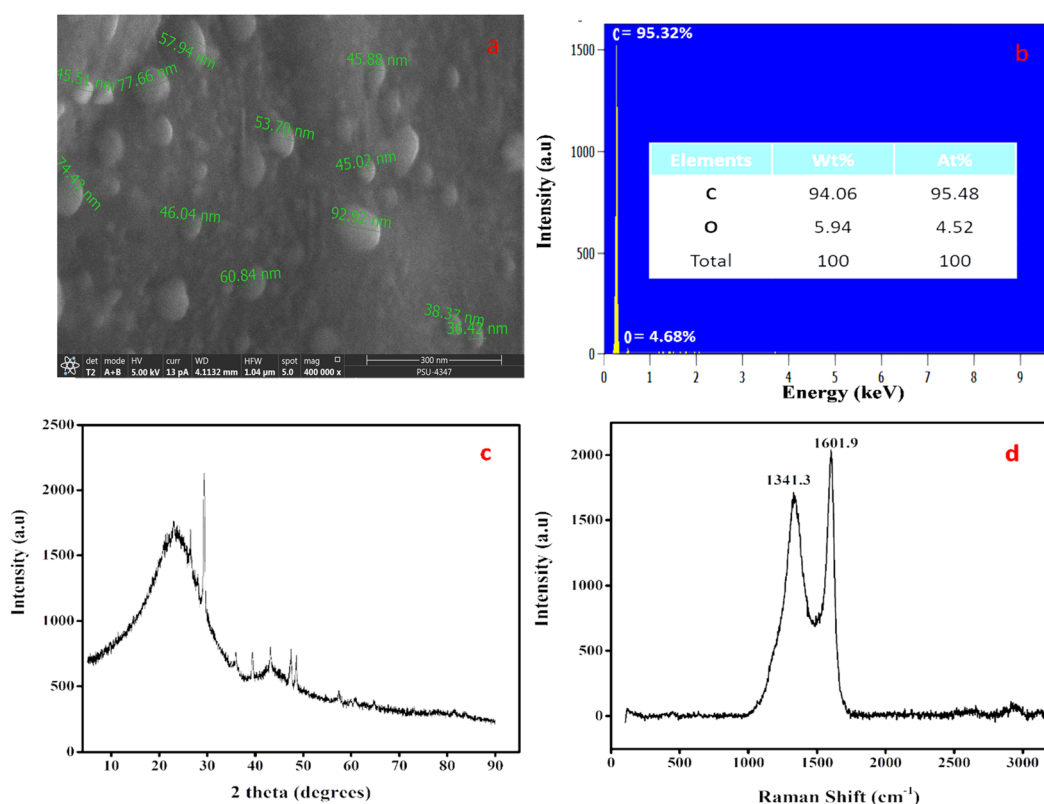 a
57.94 nm
45.88 nm
45.51 nm
77.66 nm
53.70 nm
45.02 nm
74.43 nm
46.04 nm
92.92 nm
60.84 nm
38.37 nm
36.42 nm
det mode HV curr WD HFW spot mag
T2 A+B 5.00 kV 13 pA 4.1132 mm 1.04 µm 5.0 400 000 x
300 nm
PSU-4347
b
C= 95.32%
1500
1000
500
0
Intensity (a.u)
Elements Wt% At%
C 94.06 95.48
O 5.94 4.52
Total 100 100
O= 4.68%
0 1 2 3 4 5 6 7 8 9
Energy (keV)
c
2500
2000
1500
1000
500
0
Intensity (a.u)
10 20 30 40 50 60 70 80 90
2 theta (degrees)
d
1601.9
1341.3
2000
1500
1000
500
0
Intensity (a.u)
0 500 1000 1500 2000 2500 3000
Raman Shift (cm⁻¹)